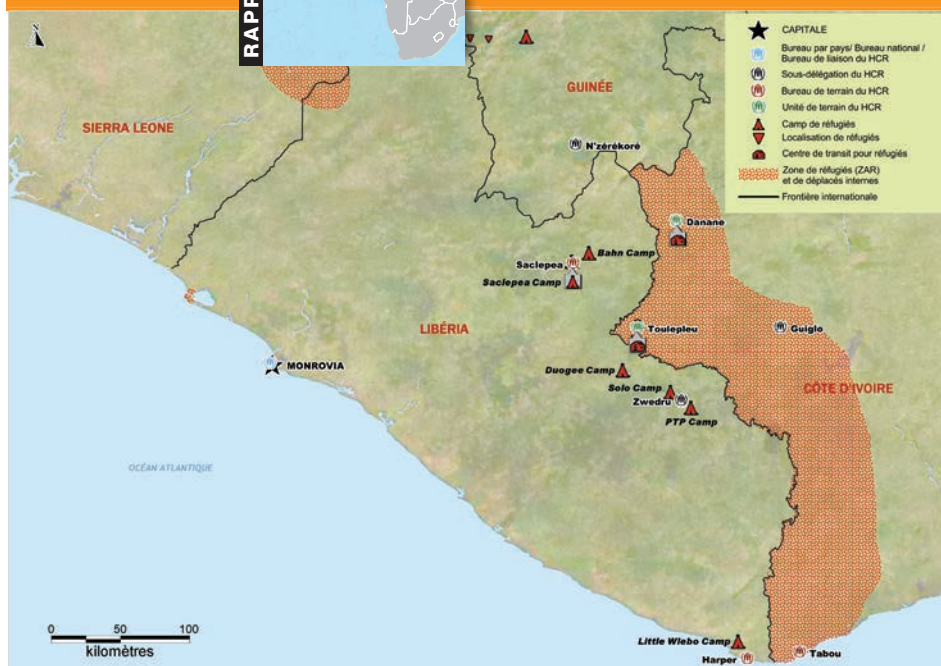 RAPP
CAPITALE
Bureau par pays/ Bureau national /
Bureau de liaison du HCR
Sous-délégation du HCR
Bureau de terrain du HCR
Unité de terrain du HCR
Camp de réfugiés
Localisation de réfugiés
Centre de transit pour réfugiés
Zone de réfugiés (ZAR)
et de déplacés internes
Frontière internationale
GUINÉE
SIERRA LEONE
N'zérékoré
Danane
Bahn Camp
Saclepea
Saclepea Camp
LIBÉRIA
Toulepleu
Guiglo
MONROVIA
Duogee Camp
Solo Camp
CÔTE D'IVOIRE
Zwedru
PTP Camp
OCÉAN ATLANTIQUE
0 50 100
kilomètres
Little Wlebo Camp
Harper
Tabou